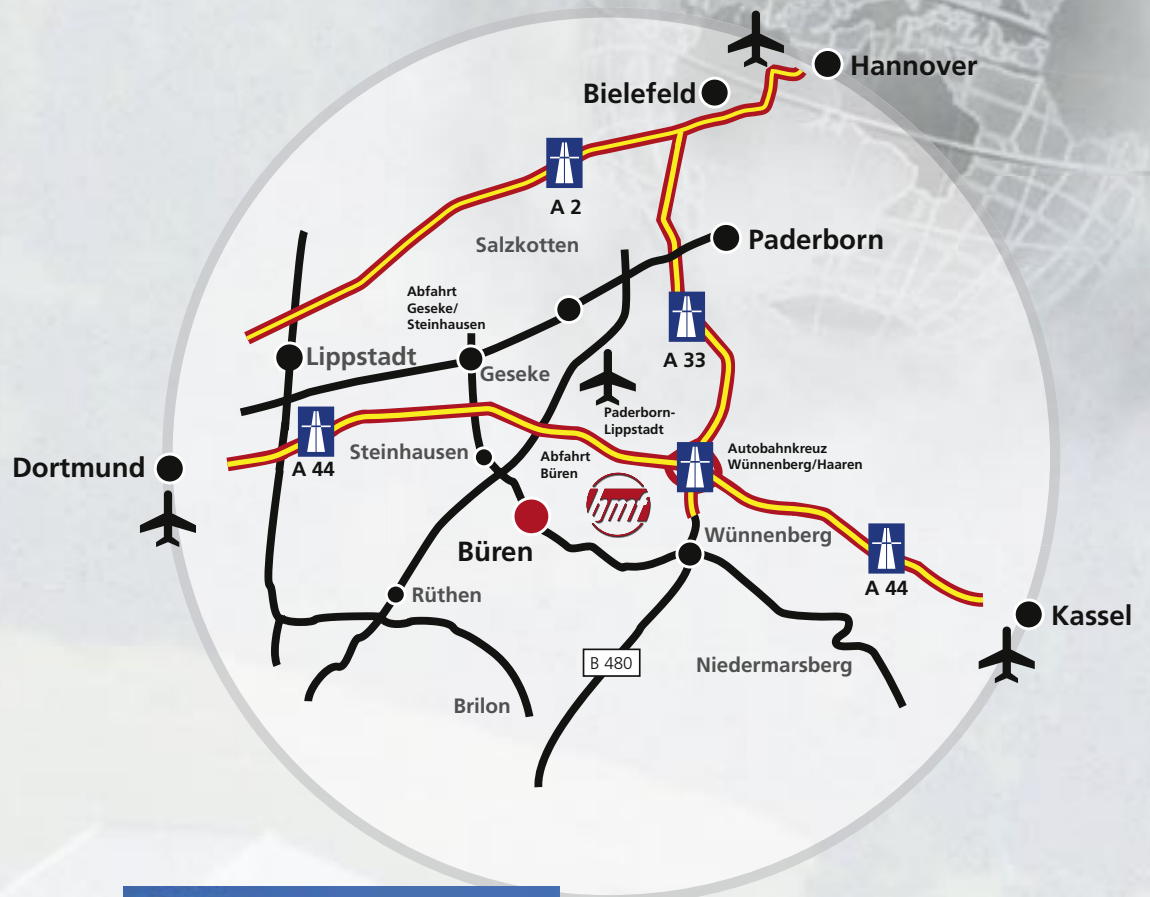 Hannover
Bielefeld
A 2
Salzkotten
Paderborn
Abfahrt
Geseke/
Steinhausen
Lippstadt
A 33
Geseke
Paderborn-
Lippstadt
Dortmund
A 44
Steinhausen
Abfahrt
Büren
Autobahnkreuz
Wünnenberg/Haaren
hmf
Büren
Wünnenberg
A 44
Rüthen
Kassel
B 480
Niedermarsberg
Brilon